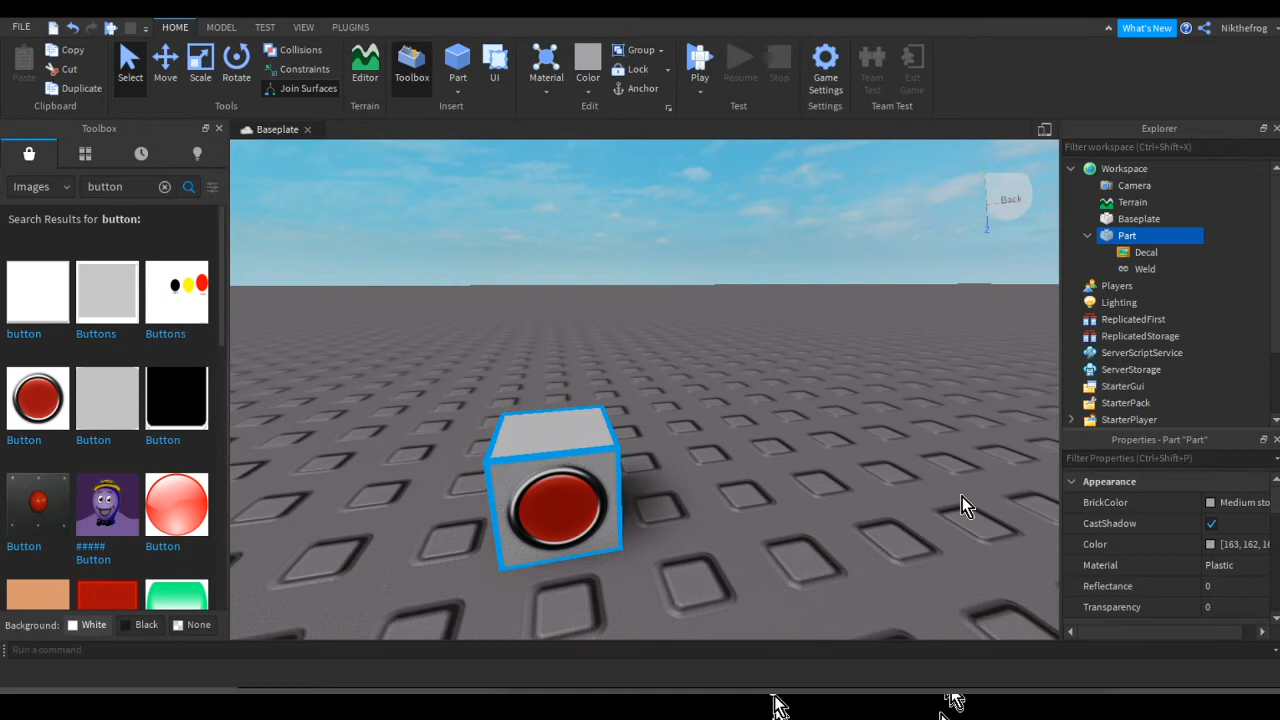 FILE HOME MODEL TEST VIEW PLUGINS What's New Nikthefrog
Paste Copy Cut Duplicate Clipboard
Select Move Scale Rotate Collisions Constraints Join Surfaces Tools
Editor Terrain
Toolbox Part UI Insert
Material Color Group Lock Anchor Edit
Play Resume Stop Test
Game Settings Settings
Team Test Exit Game Team Test
Toolbox
Images button
Search Results for button:
button Buttons Buttons
Button Button Button
Button ##### Button Button
Background: White Black None
Baseplate
Back
Z
Explorer
Filter workspace (Ctrl+Shift+X)
Workspace
Camera
Terrain
Baseplate
Part
Decal
Weld
Players
Lighting
ReplicatedFirst
ReplicatedStorage
ServerScriptService
ServerStorage
StarterGui
StarterPack
StarterPlayer
Properties - Part "Part"
Filter Properties (Ctrl+Shift+P)
Appearance
BrickColor Medium sto
CastShadow
Color [163,162,16
Material Plastic
Reflectance 0
Transparency 0
Run a command